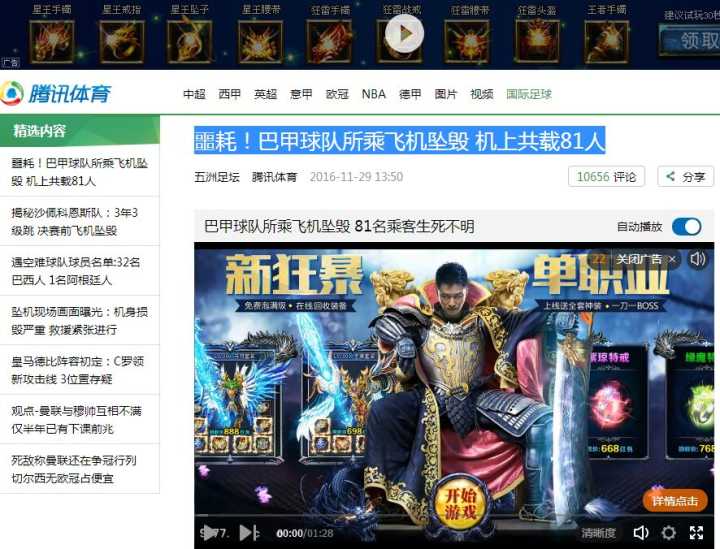 星王手镯 星王戒指 星王坠子 星王腰带 狂雷手镯 狂雷战戒 狂雷腰带 狂雷头盔 王者手镯
建议试玩30秒
领取
广告
腾讯体育
中超 西甲 英超 意甲 欧冠 NBA 德甲 图片 视频 国际足球
精选内容
噩耗！巴甲球队所乘飞机坠毁 机上共载81人
揭秘沙佩科恩斯队：3年3级跳 决赛前飞机坠毁
遇空难球队球员名单:32名巴西人 1名阿根廷人
坠机现场画面曝光：机身损毁严重 救援紧张进行
皇马德比阵容初定：C罗领新攻击线 3位置存疑
观点-曼联与穆帅互相不满 仅半年已有下课前兆
死敌称曼联还在争冠行列 切尔西无欧冠占便宜
噩耗！巴甲球队所乘飞机坠毁 机上共载81人
五洲足坛 腾讯体育 2016-11-29 13:50
10656 评论
分享
巴甲球队所乘飞机坠毁 81名乘客生死不明
自动播放
22 关闭广告 ×
新狂暴 单职业
免费泡满级·在线回收装备
上线送全套神装·一刀一BOSS
绿魔特
888
698
668
768
开始
游戏
详情点击
00:00/01:28
清晰度